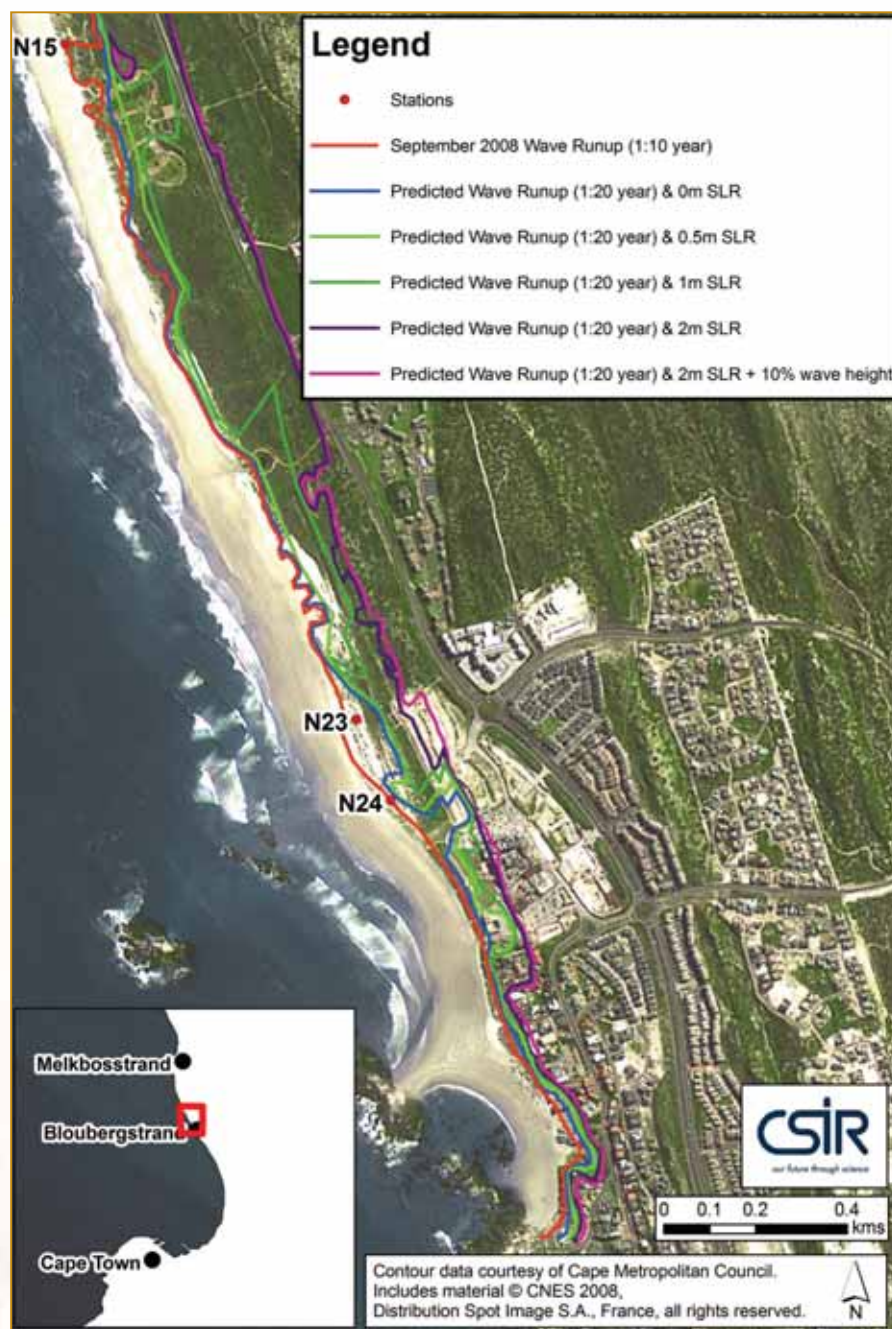 N15
Legend
Stations
September 2008 Wave Runup (1:10 year)
Predicted Wave Runup (1:20 year) & 0m SLR
Predicted Wave Runup (1:20 year) & 0.5m SLR
Predicted Wave Runup (1:20 year) & 1m SLR
Predicted Wave Runup (1:20 year) & 2m SLR
Predicted Wave Runup (1:20 year) & 2m SLR + 10% wave height
N23
N24
Melkbosstrand
Bloubergstrand
Cape Town
CSIR
our future through science
0 0.1 0.2 0.4
kms
Contour data courtesy of Cape Metropolitan Council.
Includes material © CNES 2008,
Distribution Spot Image S.A., France, all rights reserved.
N